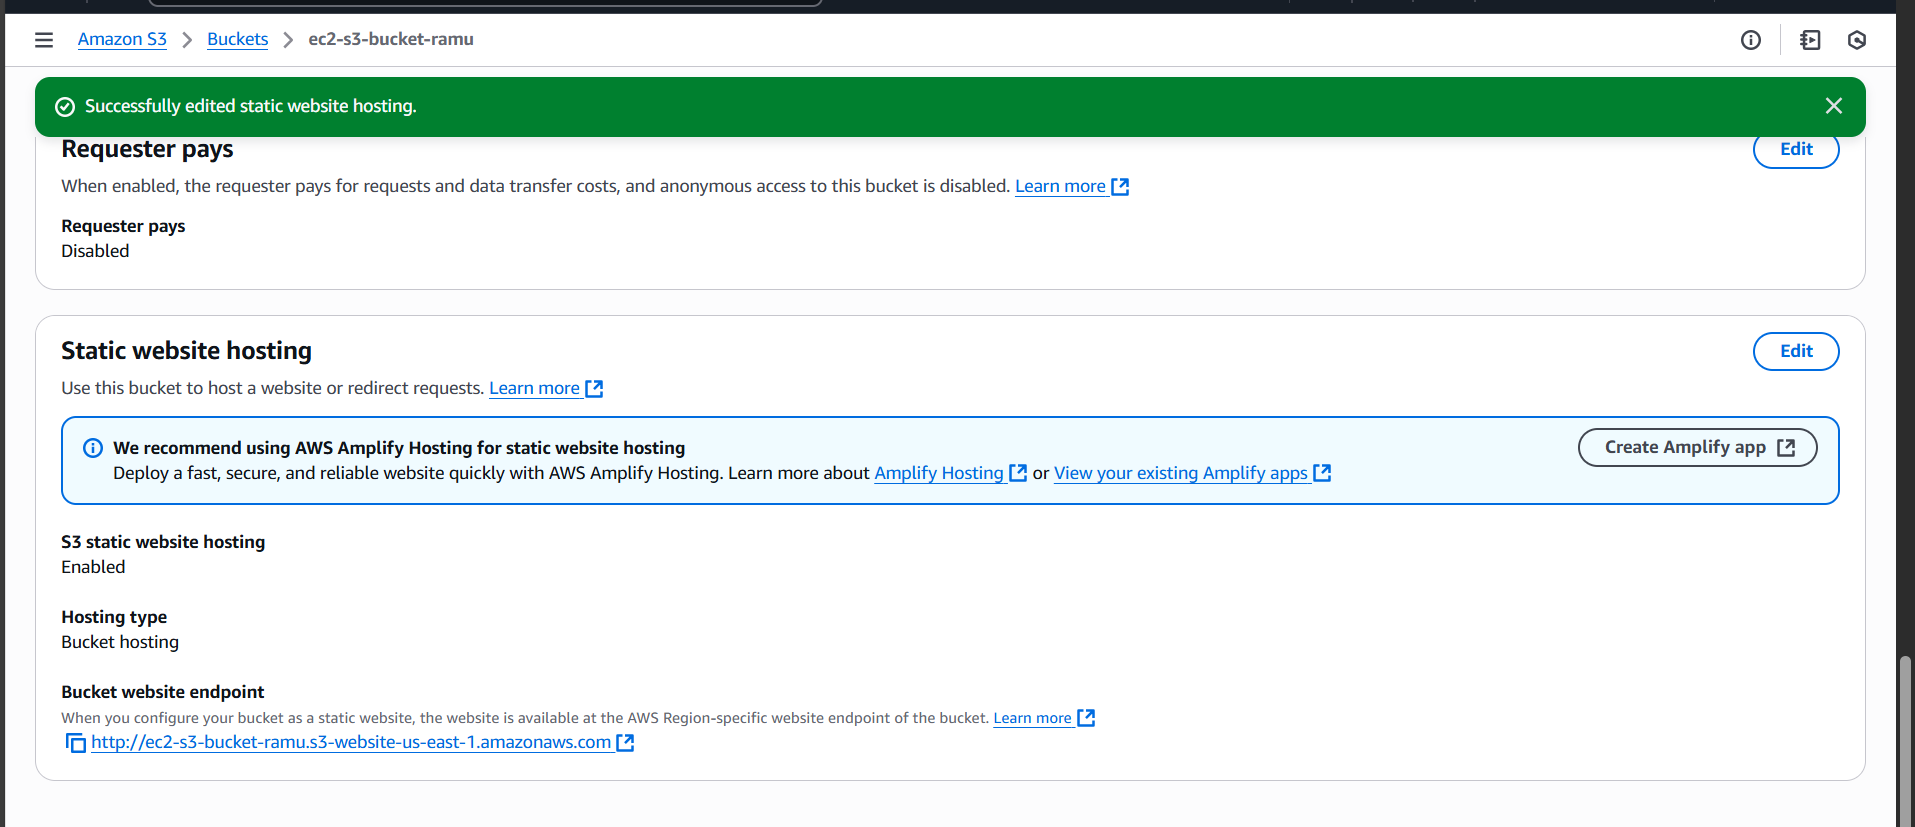 Amazon S3 > Buckets > ec2-s3-bucket-ramu
Successfully edited static website hosting.
Requester pays
Edit
When enabled, the requester pays for requests and data transfer costs, and anonymous access to this bucket is disabled. Learn more
Requester pays
Disabled
Static website hosting
Edit
Use this bucket to host a website or redirect requests. Learn more
We recommend using AWS Amplify Hosting for static website hosting
Create Amplify app
Deploy a fast, secure, and reliable website quickly with AWS Amplify Hosting. Learn more about Amplify Hosting or View your existing Amplify apps
S3 static website hosting
Enabled
Hosting type
Bucket hosting
Bucket website endpoint
When you configure your bucket as a static website, the website is available at the AWS Region-specific website endpoint of the bucket. Learn more
http://ec2-s3-bucket-ramu.s3-website-us-east-1.amazonaws.com